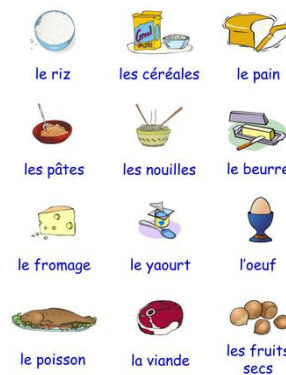 le riz les céréales le pain
les pâtes les nouilles le beurre
le fromage le yaourt l'oeuf
le poisson la viande les fruits
secs